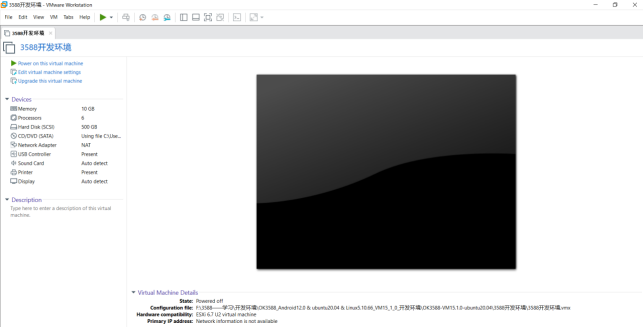 3588开发环境 - VMware Workstation
File Edit View VM Tabs Help
3588开发环境
3588开发环境
Power on this virtual machine
Edit virtual machine settings
Upgrade this virtual machine
Devices
Memory 10 GB
Processors 6
Hard Disk (SCSI) 500 GB
CD/DVD (SATA) Using file C:\Use...
Network Adapter NAT
USB Controller Present
Sound Card Auto detect
Printer Present
Display Auto detect
Description
Type here to enter a description of this virtual
machine.
Virtual Machine Details
State: Powered off
Configuration file: F:\3588——学习\开发环境\OK3588_Android12.0 & ubuntu20.04 & Linux5.10.66_VM15_1_0_开发环境\OK3588-VM15.1.0-ubuntu20.04\3588开发环境\3588开发环境.vmx
Hardware compatibility: ESXi 6.7 U2 virtual machine
Primary IP address: Network information is not available